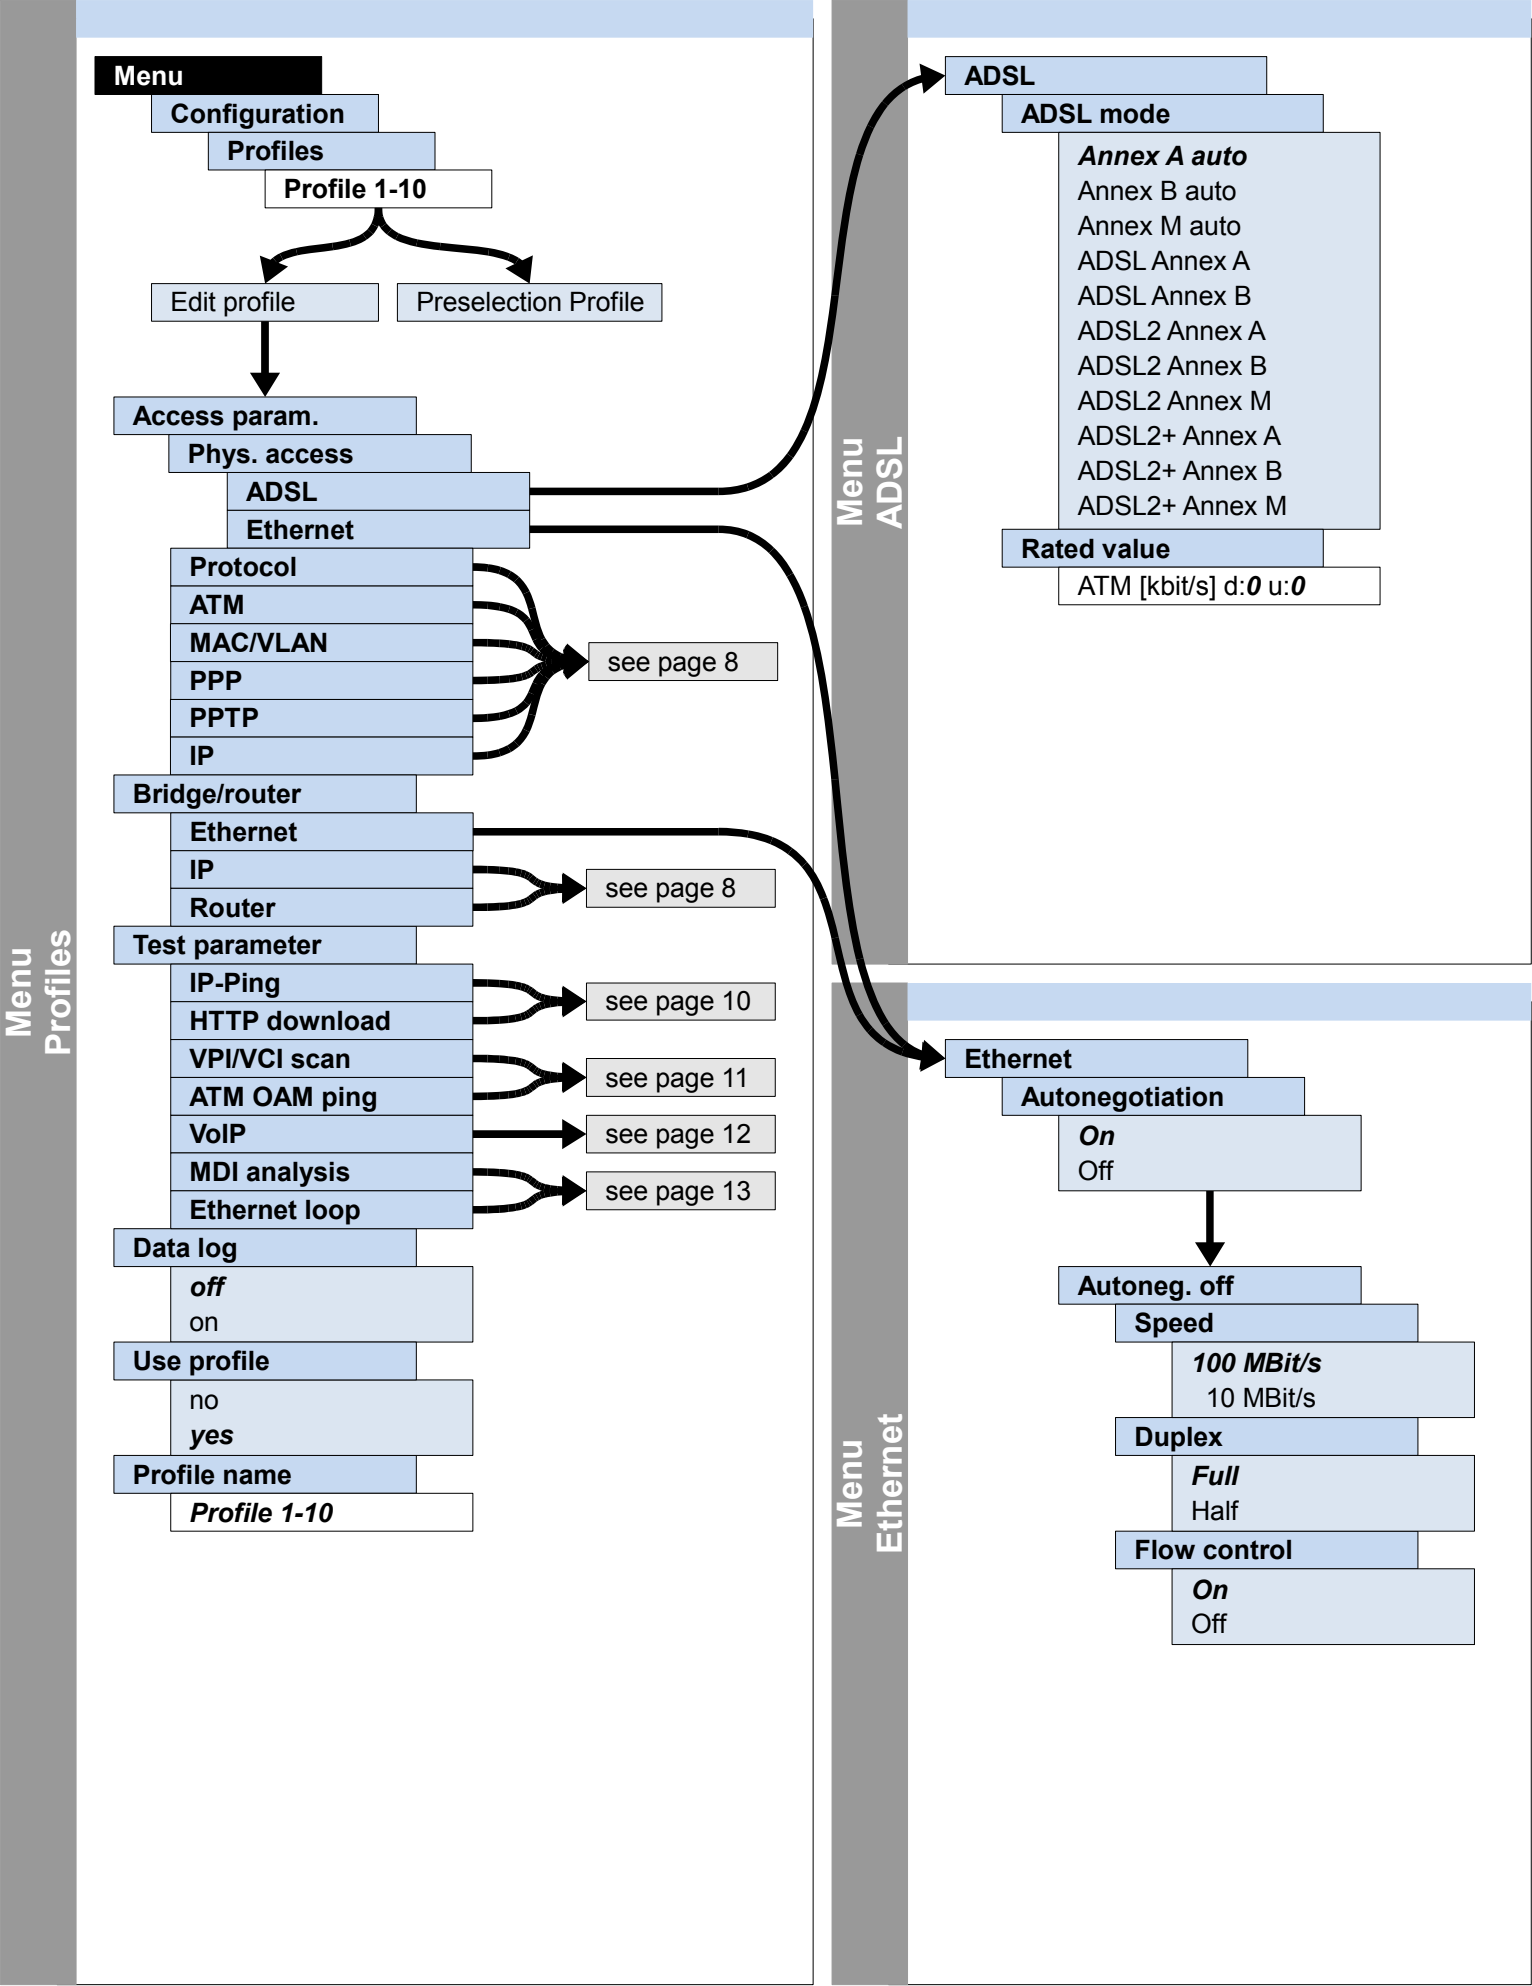 Menu
Profiles
Menu
Configuration
Profiles
Profile 1-10
Edit profile
Preselection Profile
Access param.
Phys. access
ADSL
Ethernet
Protocol
ATM
MAC/VLAN
PPP
PPTP
IP
see page 8
Bridge/router
Ethernet
IP
Router
see page 8
Test parameter
IP-Ping
HTTP download
see page 10
VPI/VCI scan
ATM OAM ping
see page 11
VoIP
see page 12
MDI analysis
Ethernet loop
see page 13
Data log
off
on
Use profile
no
yes
Profile name
Profile 1-10
Menu
ADSL
ADSL
ADSL mode
Annex A auto
Annex B auto
Annex M auto
ADSL Annex A
ADSL Annex B
ADSL2 Annex A
ADSL2 Annex B
ADSL2 Annex M
ADSL2+ Annex A
ADSL2+ Annex B
ADSL2+ Annex M
Rated value
ATM [kbit/s] d:0 u:0
Menu
Ethernet
Ethernet
Autonegotiation
On
Off
Autoneg. off
Speed
100 MBit/s
10 MBit/s
Duplex
Full
Half
Flow control
On
Off